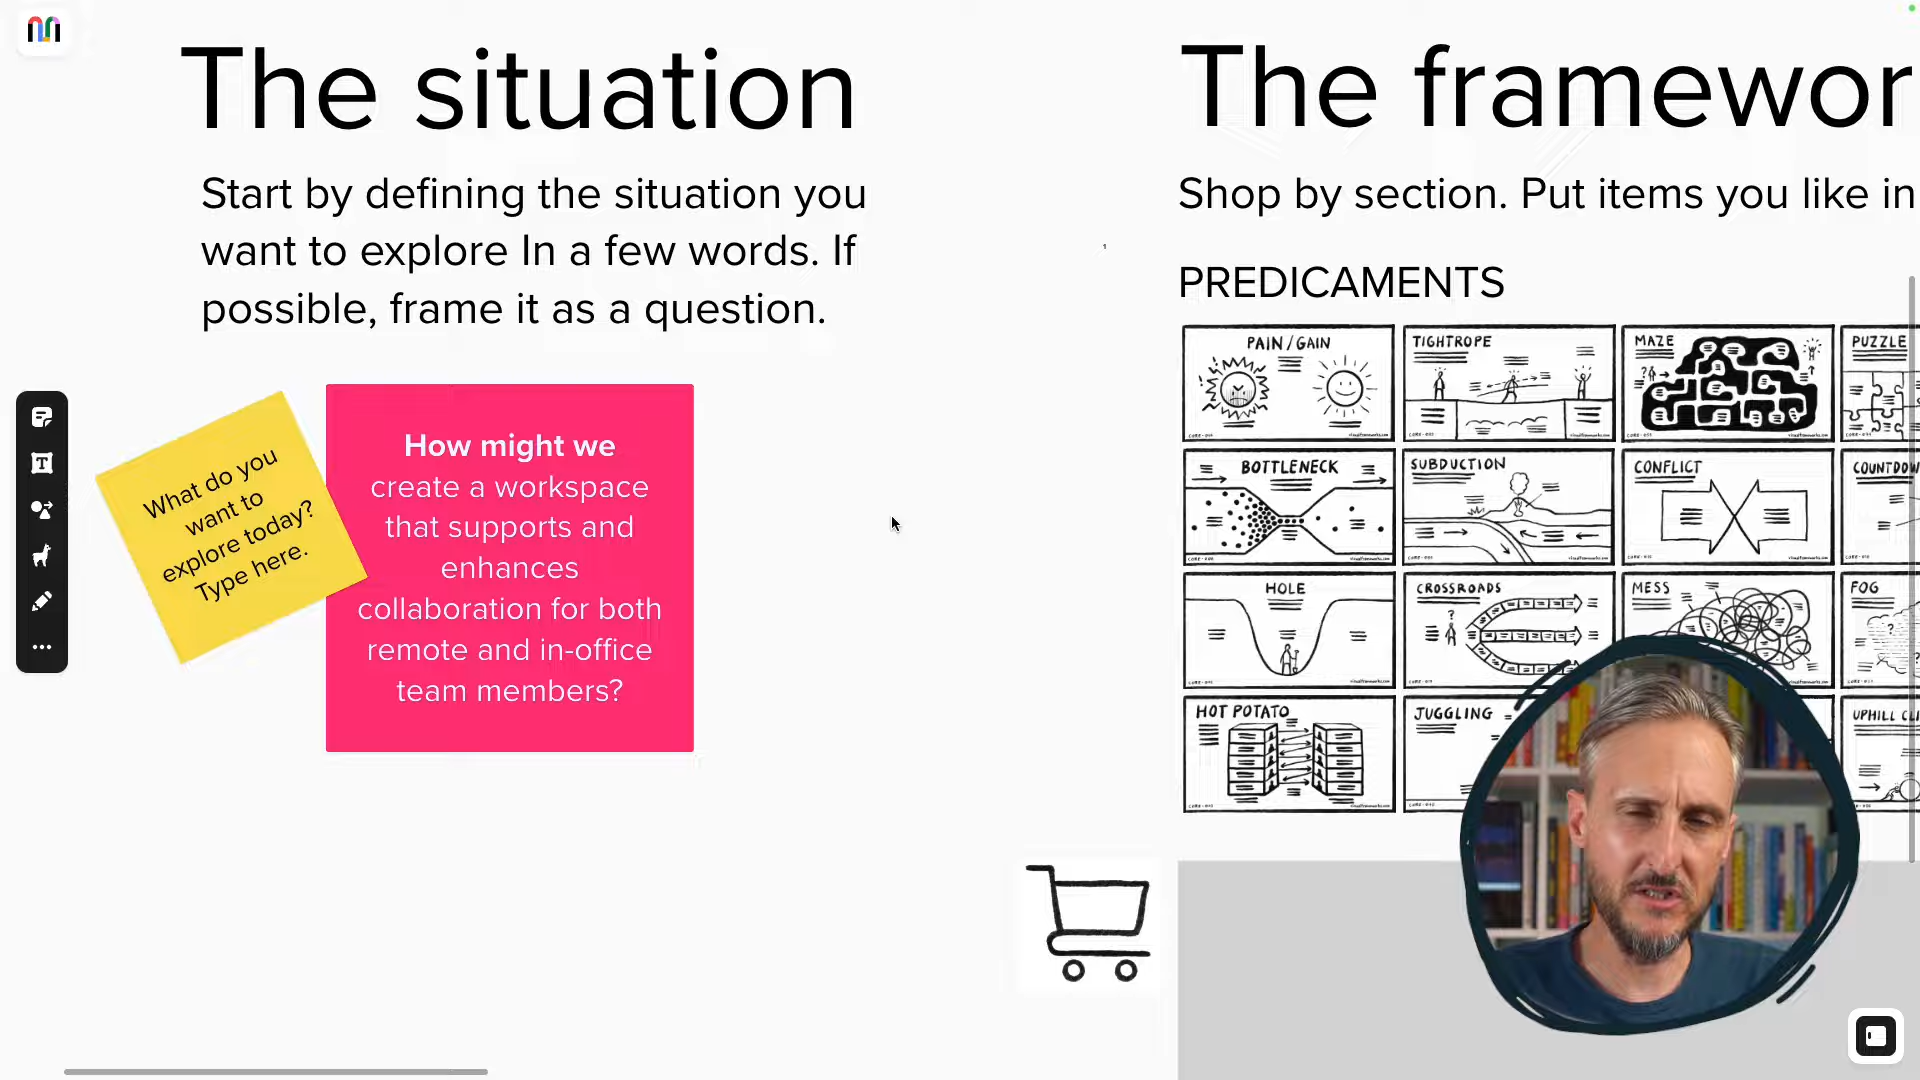 The situation
Start by defining the situation you
want to explore In a few words. If
possible, frame it as a question.
What do you
want to
explore today?
Type here.
How might we
create a workspace
that supports and
enhances
collaboration for both
remote and in-office
team members?
The framewor
Shop by section. Put items you like in
PREDICAMENTS
PAIN/GAIN
TIGHTROPE
MAZE
PUZZLE
BOTTLENECK
SUBDUCTION
CONFLICT
COUNTDOW
HOLE
CROSSROADS
MESS
FOG
HOT POTATO
JUGGLING
UPHILL CLI